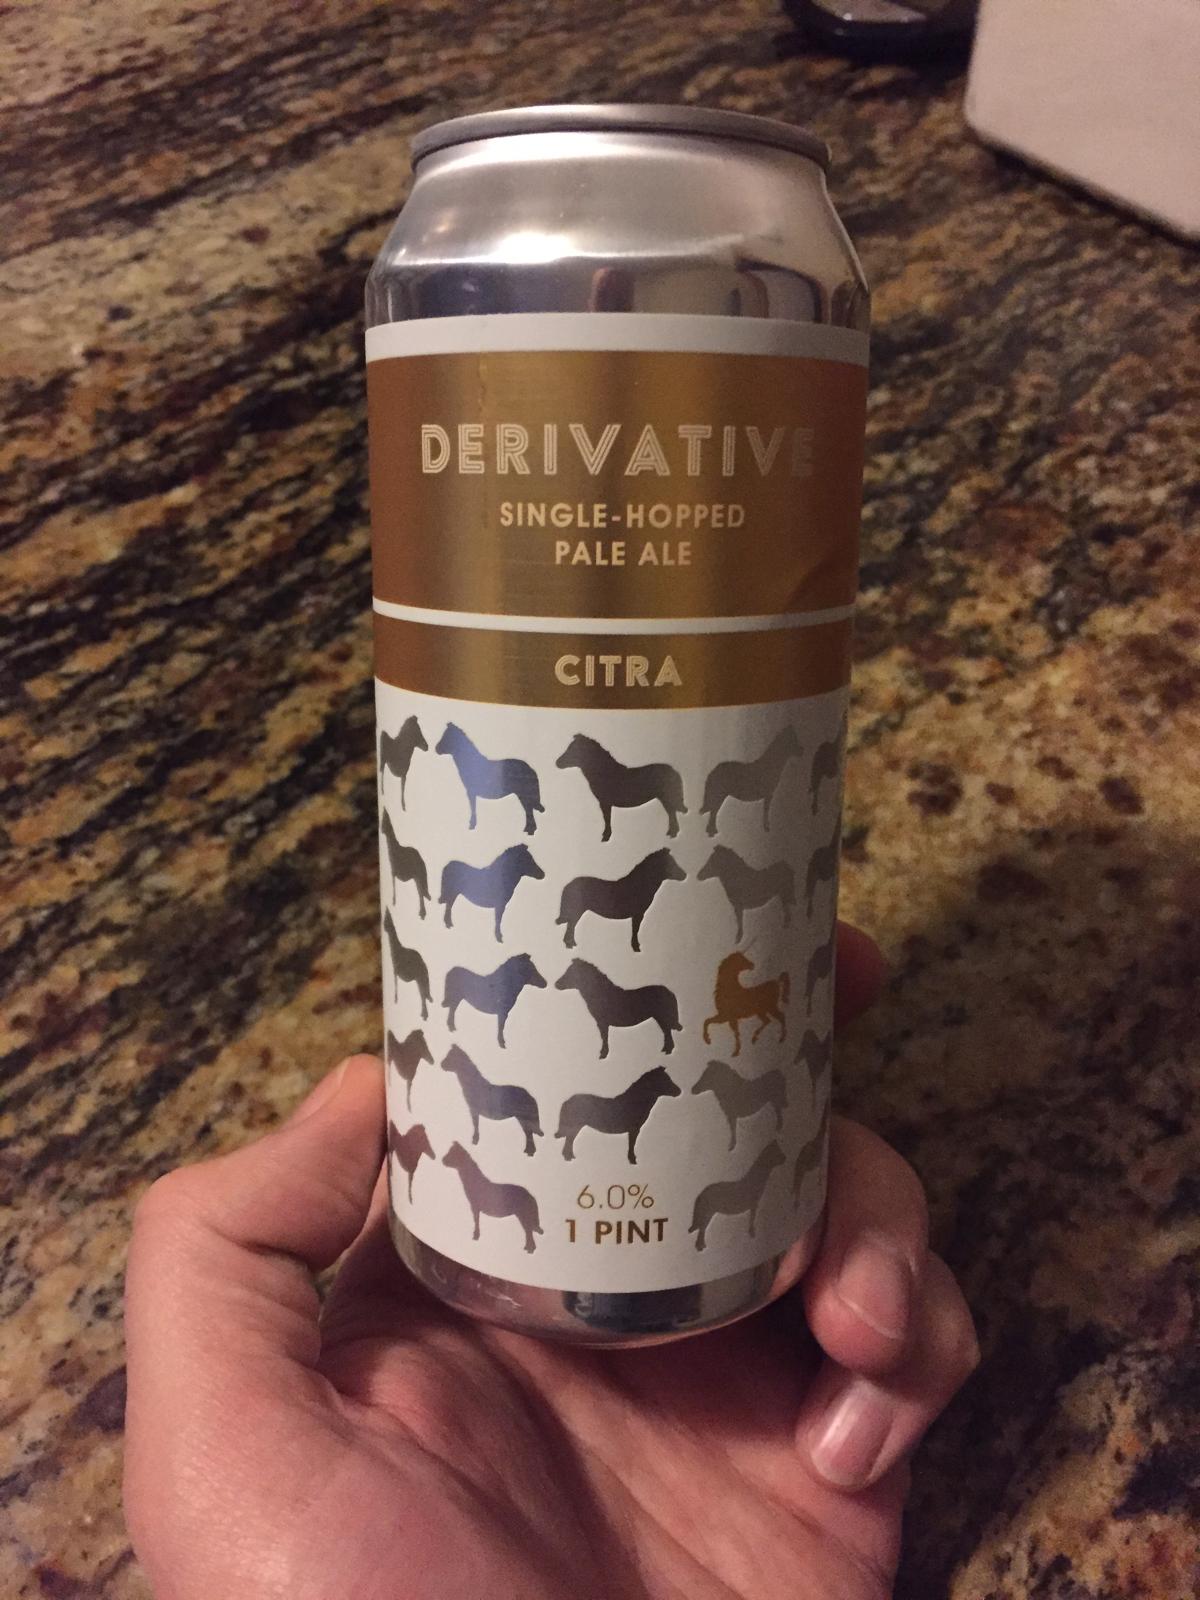 DERIVATIVE
SINGLE-HOPPED
PALE ALE
CITRA
6.0%
1 PINT